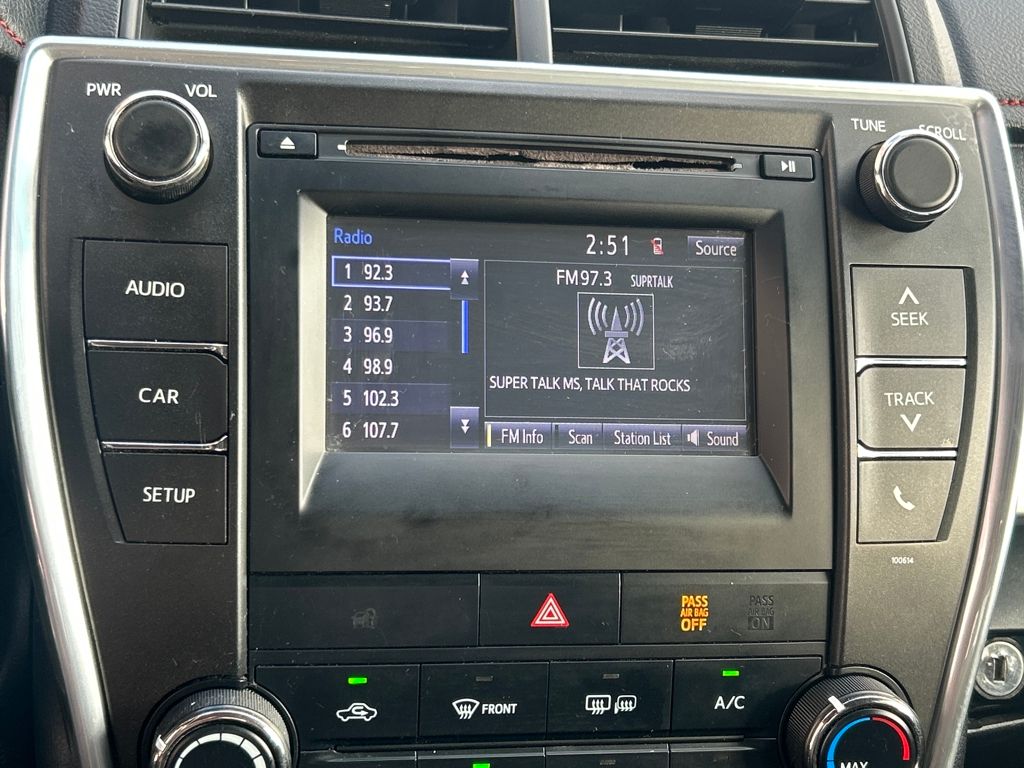 PWR VOL
TUNE SCROLL
Radio 2:51 Source
1 92.3
2 93.7
3 96.9
4 98.9
5 102.3
6 107.7
FM 97.3 SUPRTALK
SUPER TALK MS, TALK THAT ROCKS
FM Info Scan Station List Sound
AUDIO
CAR
SETUP
SEEK
TRACK
100614
PASS
AIR BAG
OFF
PASS
AIR BAG
ON
FRONT
A/C
MAX